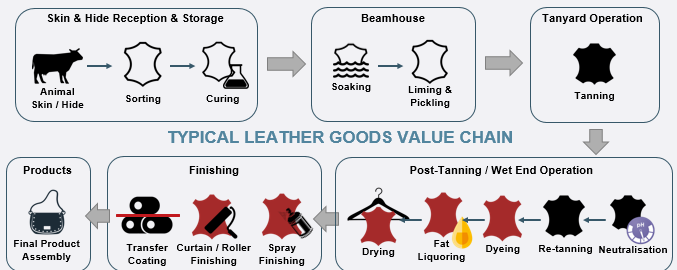 Skin & Hide Reception & Storage
Animal
Skin / Hide
Sorting
Curing
Beamhouse
Soaking
Liming &
Pickling
Tanyard Operation
Tanning
TYPICAL LEATHER GOODS VALUE CHAIN
Products
Final Product
Assembly
Finishing
Transfer
Coating
Curtain / Roller
Finishing
Spray
Finishing
Post-Tanning / Wet End Operation
Drying
Fat
Liquoring
Dyeing
Re-tanning
pH
Neutralisation